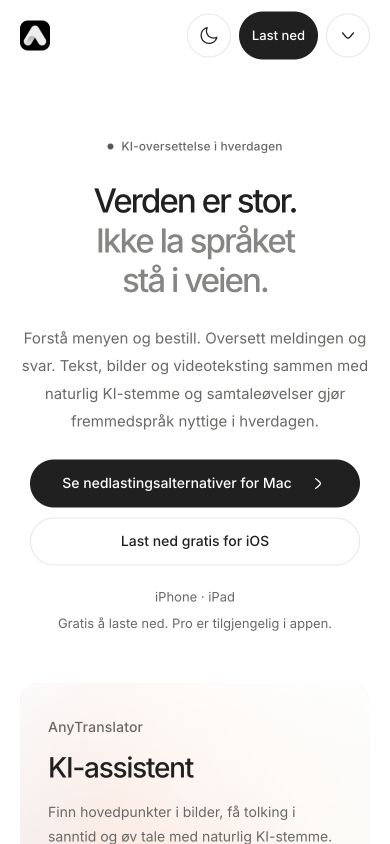 Last ned
KI-oversettelse i hverdagen
Verden er stor.
Ikke la språket
stå i veien.
Forstå menyen og bestill. Oversett meldingen og
svar. Tekst, bilder og videoteksting sammen med
naturlig KI-stemme og samtaleøvelser gjør
fremmedspråk nyttige i hverdagen.
Se nedlastingsalternativer for Mac
Last ned gratis for iOS
iPhone · iPad
Gratis å laste ned. Pro er tilgjengelig i appen.
AnyTranslator
KI-assistent
Finn hovedpunkter i bilder, få tolking i
sanntid og øv tale med naturlig KI-stemme.